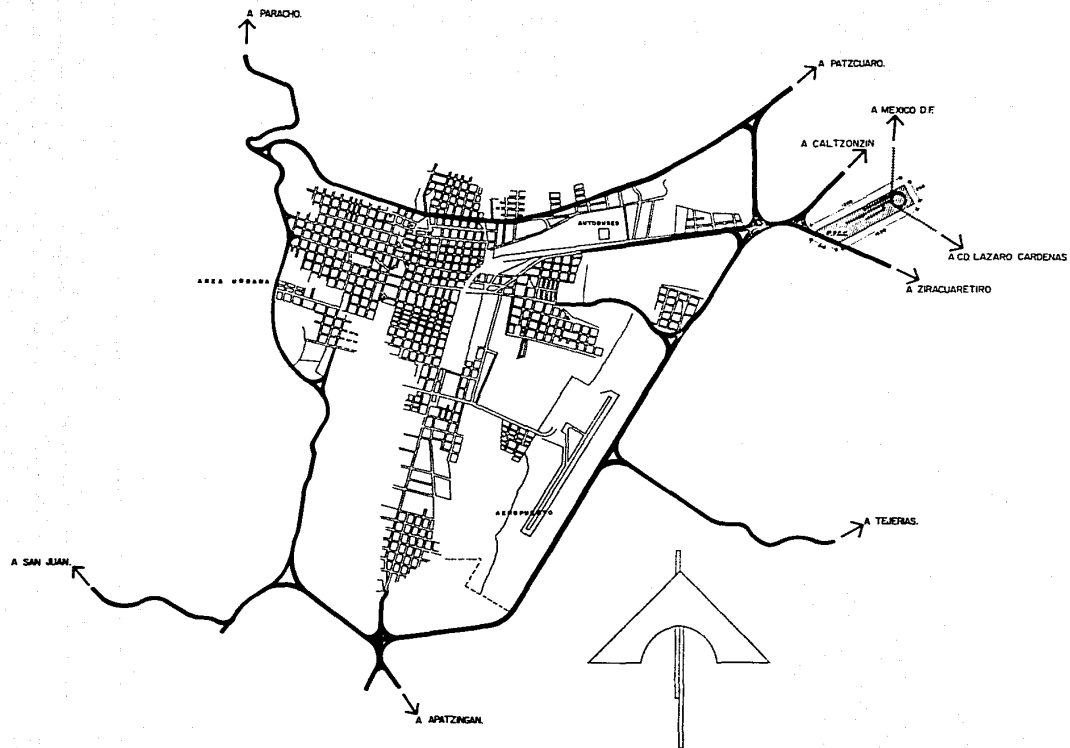 A PARACHO.
A PATZCUARO.
A MEXICO D.F.
A CALTZONZIN
AUTOBUSES
A CD LAZARO CARDENAS
AREA URBANA
A ZIRACUARETIRO
AEROPUERTO
A TEJERIAS.
A SAN JUAN.
A APATZINGAN.